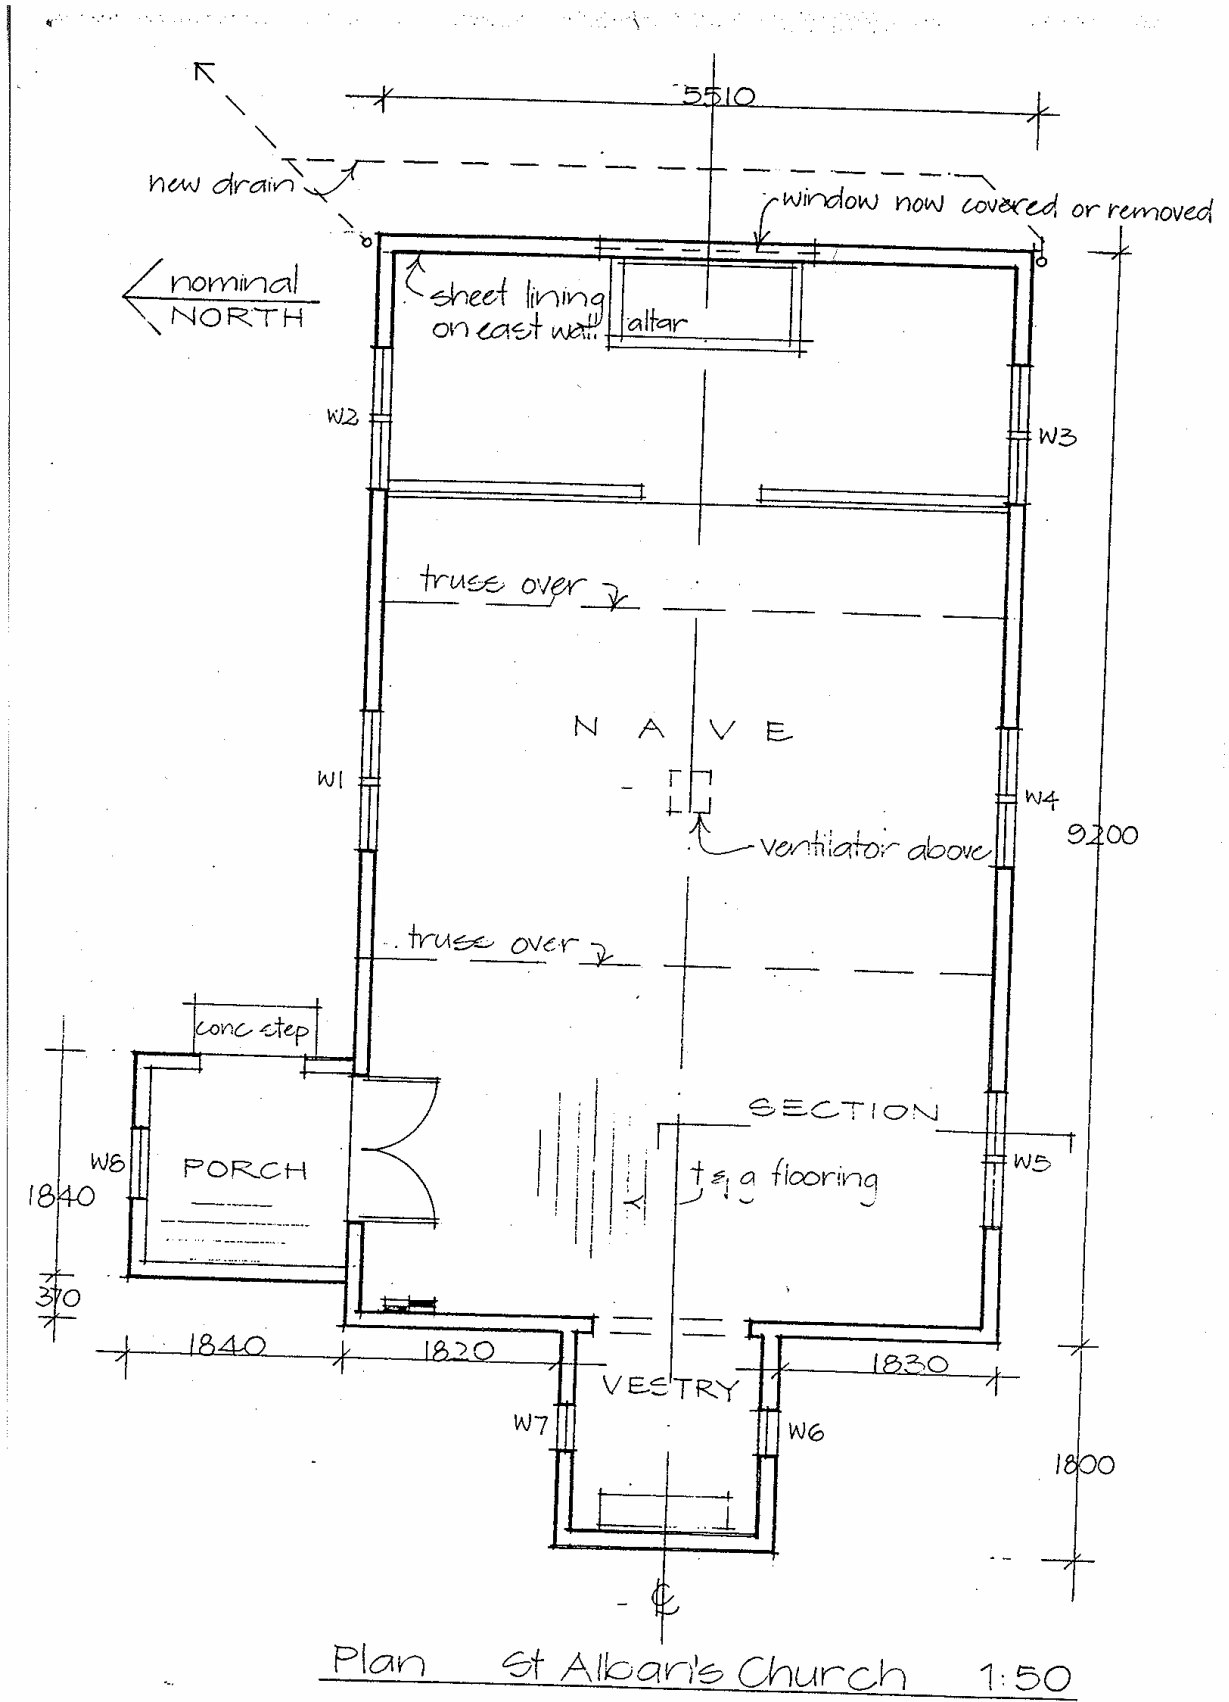 5510
new drain
window now covered or removed
nominal
NORTH
sheet lining
on east wall
altar
W2
W3
truss over
N A V E
W1
W4
9200
ventilator above
truss over
conc step
SECTION
W8
PORCH
t & g flooring
W5
1840
370
1840
1820
1830
VESTRY
W7
W6
1800
℄
Plan St Alban's Church 1:50